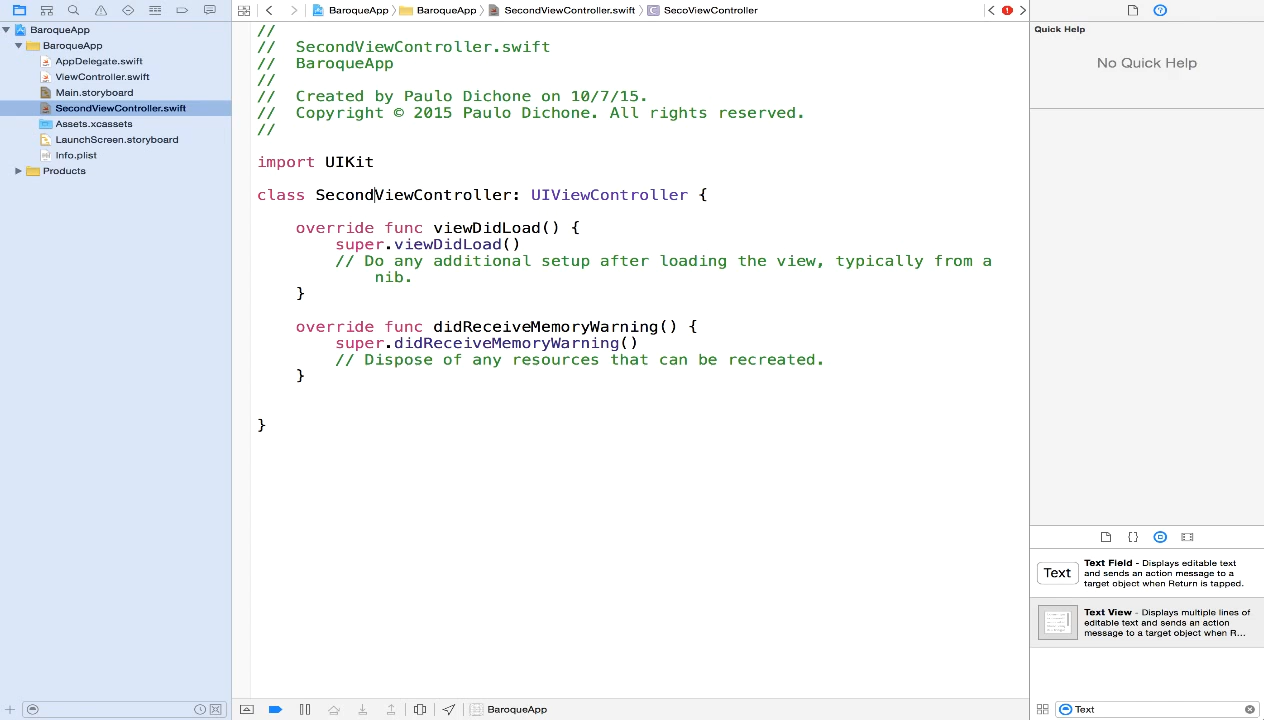 BaroqueApp BaroqueApp SecondViewController.swift SecoViewController
BaroqueApp
BaroqueApp
AppDelegate.swift
ViewController.swift
Main.storyboard
SecondViewController.swift
Assets.xcassets
LaunchScreen.storyboard
Info.plist
Products
//
// SecondViewController.swift
// BaroqueApp
//
// Created by Paulo Dichone on 10/7/15.
// Copyright © 2015 Paulo Dichone. All rights reserved.
//
import UIKit
class SecondViewController: UIViewController {
override func viewDidLoad() {
super.viewDidLoad()
// Do any additional setup after loading the view, typically from a
nib.
}
override func didReceiveMemoryWarning() {
super.didReceiveMemoryWarning()
// Dispose of any resources that can be recreated.
}
}
BaroqueApp
Quick Help
No Quick Help
Text
Text Field - Displays editable text
and sends an action message to a
target object when Return is tapped.
Text View - Displays multiple lines of
editable text and sends an action
message to a target object when R...
Text